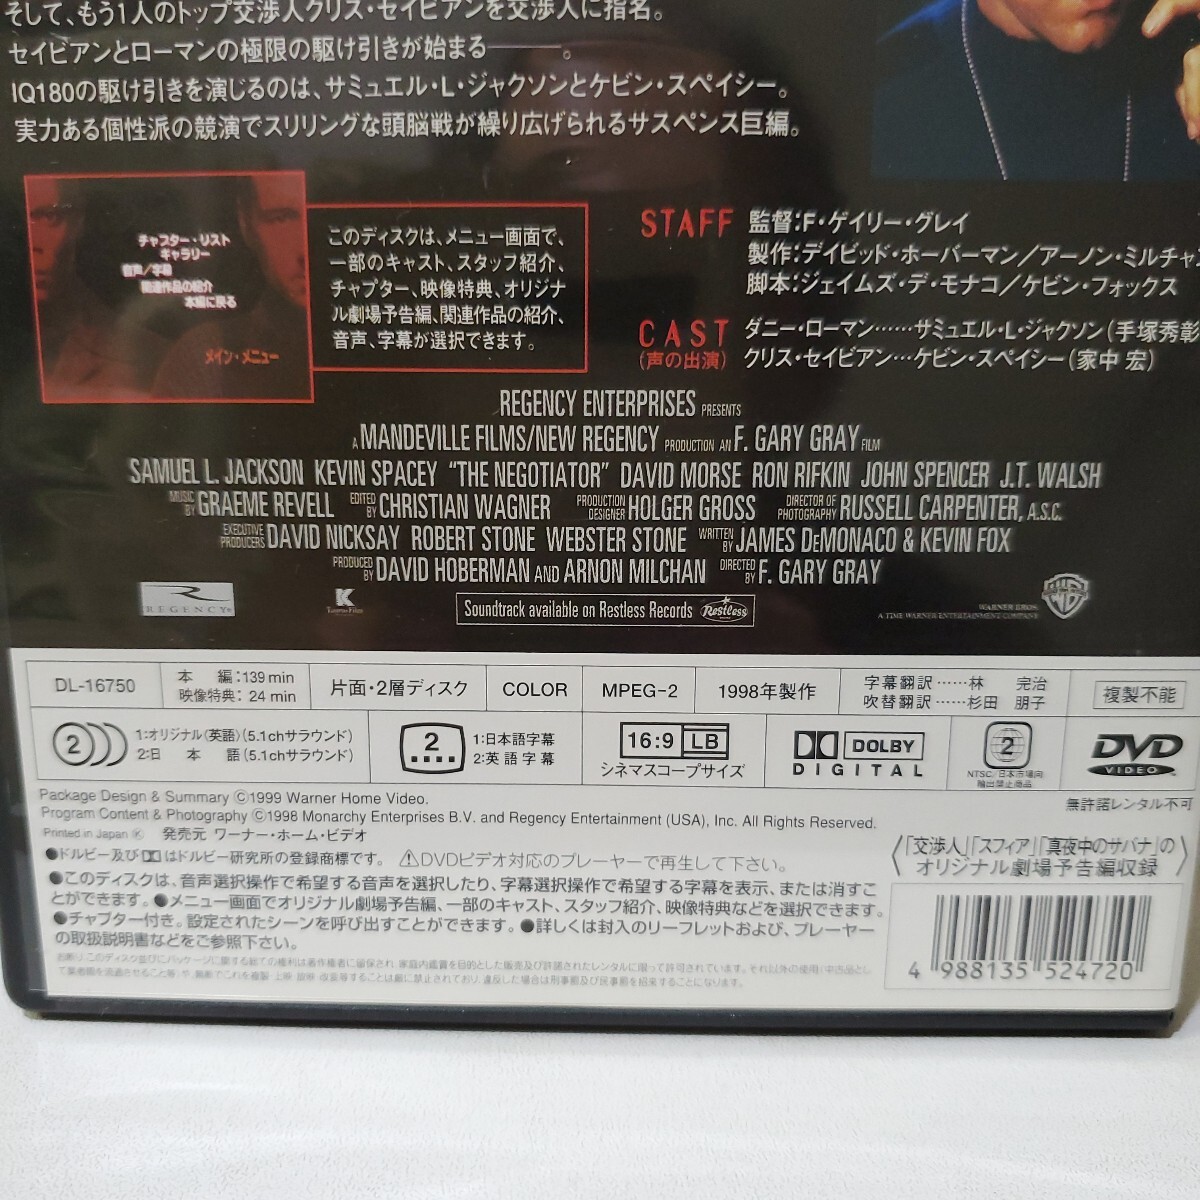 そして、もう1人のトップ交渉人クリス・セイビアンを交渉人に指名。
セイビアンとローマンの極限の駆け引きが始まる———。
IQ180の駆け引きを演じるのは、サミュエル・L・ジャクソンとケビン・スペイシー。
実力ある個性派の競演でスリリングな頭脳戦が繰り広げられるサスペンス巨編。
チャプター・リスト
ギャラリー
音声/字幕
関連作品の紹介
本編に戻る
メイン・メニュー
このディスクは、メニュー画面で、
一部のキャスト、スタッフ紹介、
チャプター、映像特典、オリジナ
ル劇場予告編、関連作品の紹介、
音声、字幕が選択できます。
STAFF 監督:F・ゲイリー・グレイ
製作:デイビッド・ホーバーマン/アーノン・ミルチャ
脚本:ジェイムズ・デ・モナコ/ケビン・フォックス
CAST ダニー・ローマン……サミュエル・L・ジャクソン(手塚秀彰
(声の出演) クリス・セイビアン…ケビン・スペイシー(家中 宏)
REGENCY ENTERPRISES PRESENTS
A MANDEVILLE FILMS/NEW REGENCY PRODUCTION AN F. GARY GRAY FILM
SAMUEL L. JACKSON KEVIN SPACEY "THE NEGOTIATOR" DAVID MORSE RON RIFKIN JOHN SPENCER J.T. WALSH
MUSIC BY GRAEME REVELL EDITED BY CHRISTIAN WAGNER PRODUCTION DESIGNER HOLGER GROSS DIRECTOR OF PHOTOGRAPHY RUSSELL CARPENTER, A.S.C.
EXECUTIVE PRODUCERS DAVID NICKSAY ROBERT STONE WEBSTER STONE WRITTEN BY JAMES DEMONACO & KEVIN FOX
PRODUCED BY DAVID HOBERMAN AND ARNON MILCHAN DIRECTED BY F. GARY GRAY
REGENCY
K
Taurus Film
Soundtrack available on Restless Records Restless
WARNER BROS.
A TIME WARNER ENTERTAINMENT COMPANY
DL-16750
本 編:139 min
映像特典: 24 min
片面・2層ディスク
COLOR
MPEG-2
1998年製作
字幕翻訳……林 完治
吹替翻訳……杉田 朋子
複製不能
2
1:オリジナル(英語)(5.1chサラウンド)
2:日 本 語(5.1chサラウンド)
2
1:日本語字幕
2:英語字幕
16:9 LB
シネマスコープサイズ
DOLBY
DIGITAL
2
NTSC/日本市場向
輸出禁止商品
DVD
VIDEO
無許諾レンタル不可
Package Design & Summary ©1999 Warner Home Video.
Program Content & Photography ©1998 Monarchy Enterprises B.V. and Regency Entertainment (USA), Inc. All Rights Reserved.
Printed in Japan Ⓚ 発売元 ワーナー・ホーム・ビデオ
●ドルビー及びはドルビー研究所の登録商標です。 ⚠DVDビデオ対応のプレーヤーで再生して下さい。
●このディスクは、音声選択操作で希望する音声を選択したり、字幕選択操作で希望する字幕を表示、または消すこ
とができます。●メニュー画面でオリジナル劇場予告編、一部のキャスト、スタッフ紹介、映像特典などを選択できます。
●チャプター付き。設定されたシーンを呼び出すことができます。●詳しくは封入のリーフレットおよび、プレーヤー
の取扱説明書などをご参照下さい。
「交渉人」「スフィア」「真夜中のサバナ」の
オリジナル劇場予告編収録
4 988135 524720